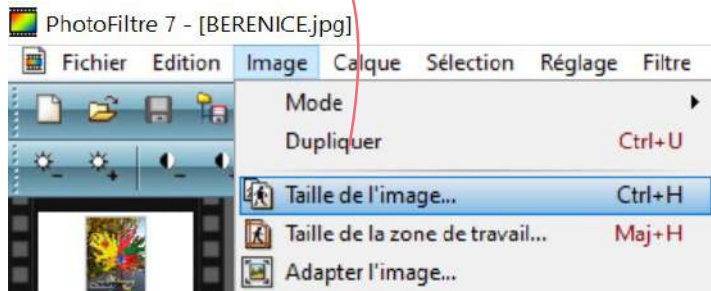 PhotoFiltre 7 - [BERENICE.jpg]
Fichier Edition Image Calque Sélection Réglage Filtre
Mode
Dupliquer Ctrl+U
Taille de l'image... Ctrl+H
Taille de la zone de travail... Maj+H
Adapter l'image...